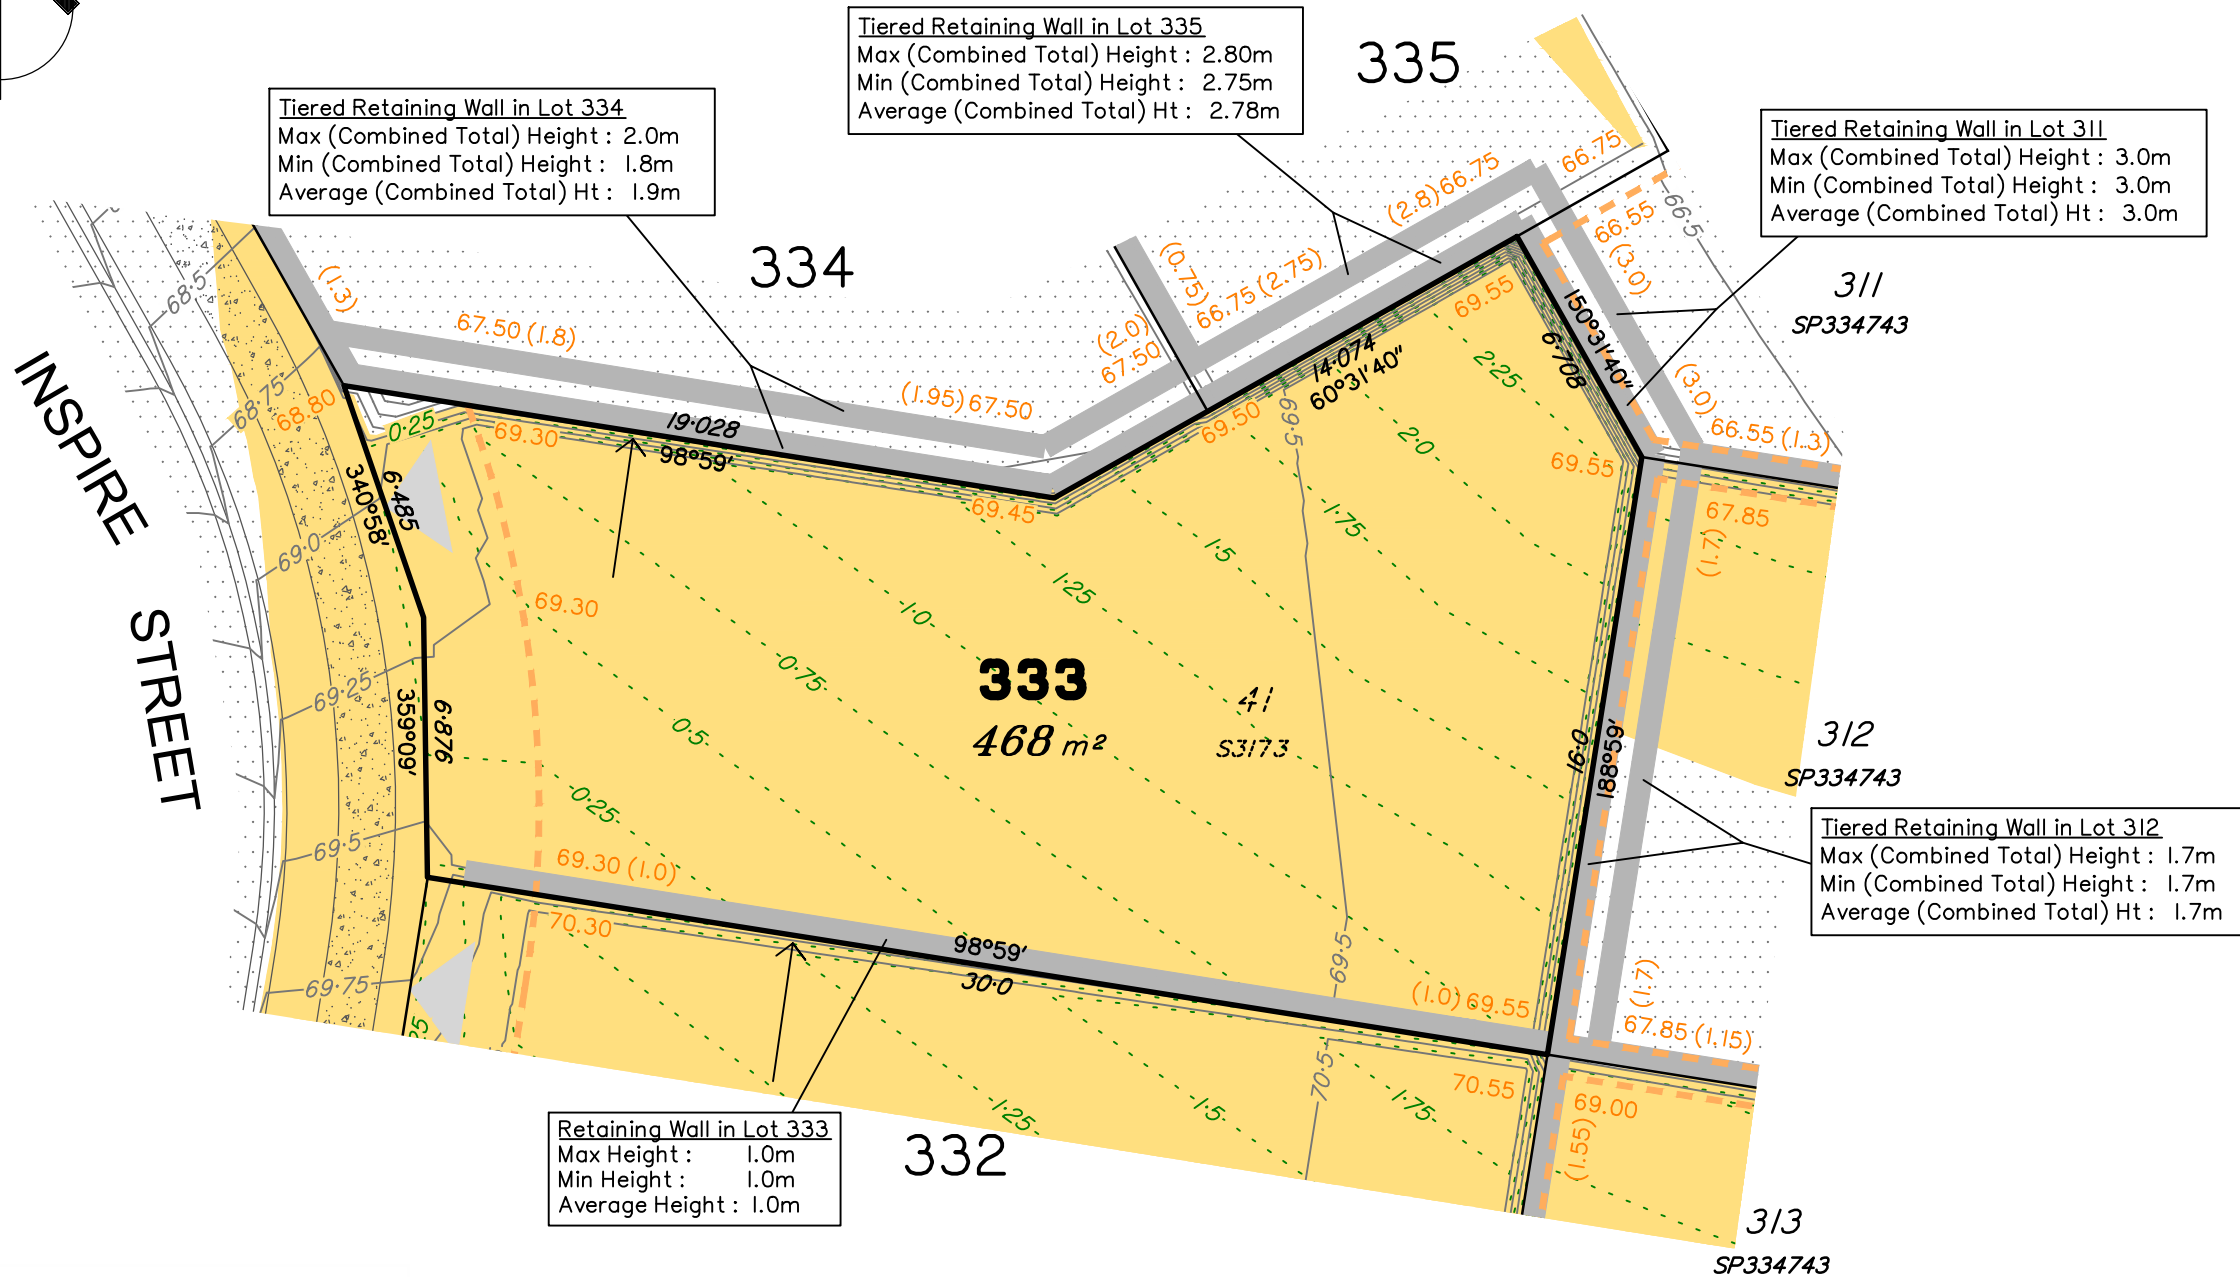 Tiered Retaining Wall in Lot 335
Max (Combined Total) Height : 2.80m
Min (Combined Total) Height : 2.75m
Average (Combined Total) Ht : 2.78m
335
Tiered Retaining Wall in Lot 334
Max (Combined Total) Height : 2.0m
Min (Combined Total) Height : 1.8m
Average (Combined Total) Ht : 1.9m
Tiered Retaining Wall in Lot 311
Max (Combined Total) Height : 3.0m
Min (Combined Total) Height : 3.0m
Average (Combined Total) Ht : 3.0m
66.75
(2.8) 66.75
66.5
66.55
(3.0)
334
(0.75)
66.75 (2.75)
68.5
(1.3)
67.50 (1.8)
(2.0)
67.50
311
SP334743
69.55
150°31'40"
6.708
14.074
60°31'40"
2.25
INSPIRE
STREET
68.75
68.80
0.25
69.30
19.028
98°59'
(1.95) 67.50
69.50
69.5
2.0
69.55
(3.0)
66.55 (1.3)
340°58'
6.485
69.45
67.85
(1.7)
69.0
69.30
1.0
1.25
1.5
1.75
69.25
359°09'
6.876
0.75
0.5
333
468 m²
41
S3173
16.0
188°59'
312
SP334743
0.25
69.5
69.30 (1.0)
70.30
98°59'
30.0
69.5
(1.0) 69.55
Tiered Retaining Wall in Lot 312
Max (Combined Total) Height : 1.7m
Min (Combined Total) Height : 1.7m
Average (Combined Total) Ht : 1.7m
(1.7)
67.85 (1.15)
69.75
25
70.5
70.55
69.00
(1.55)
1.25
1.5
1.75
Retaining Wall in Lot 333
Max Height : 1.0m
Min Height : 1.0m
Average Height : 1.0m
332
313
SP334743